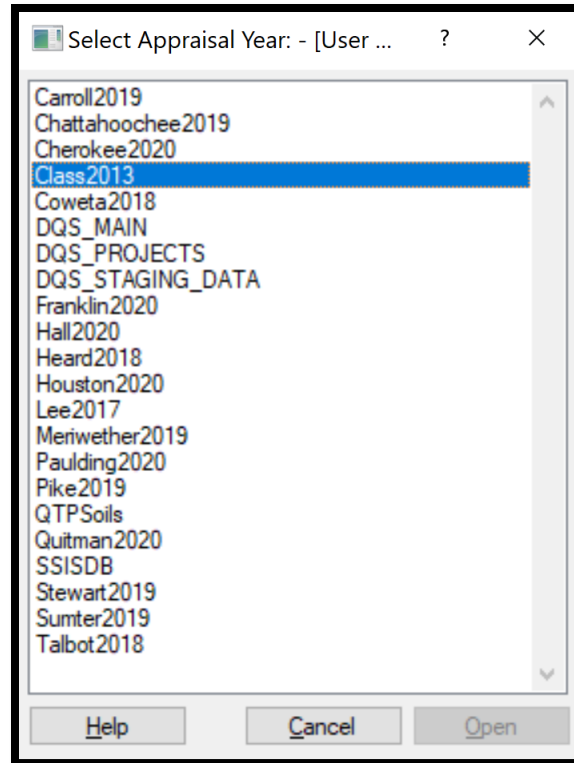 Select Appraisal Year: - [User ... ?
Carroll2019
Chattahoochee2019
Cherokee2020
Class2013
Coweta2018
DQS_MAIN
DQS_PROJECTS
DQS_STAGING_DATA
Franklin2020
Hall2020
Heard2018
Houston2020
Lee2017
Meriwether2019
Paulding2020
Pike2019
QTPSoils
Quitman2020
SSISDB
Stewart2019
Sumter2019
Talbot2018
Help Cancel Open